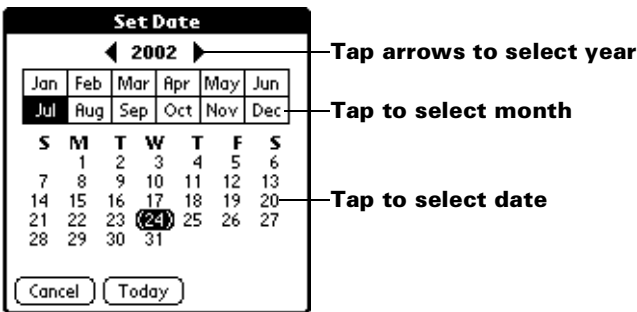 Set Date
2002
Tap arrows to select year
Jan Feb Mar Apr May Jun
Jul Aug Sep Oct Nov Dec
Tap to select month
S M T W T F S
1 2 3 4 5 6
7 8 9 10 11 12 13
14 15 16 17 18 19 20
Tap to select date
21 22 23 24 25 26 27
28 29 30 31
Cancel Today